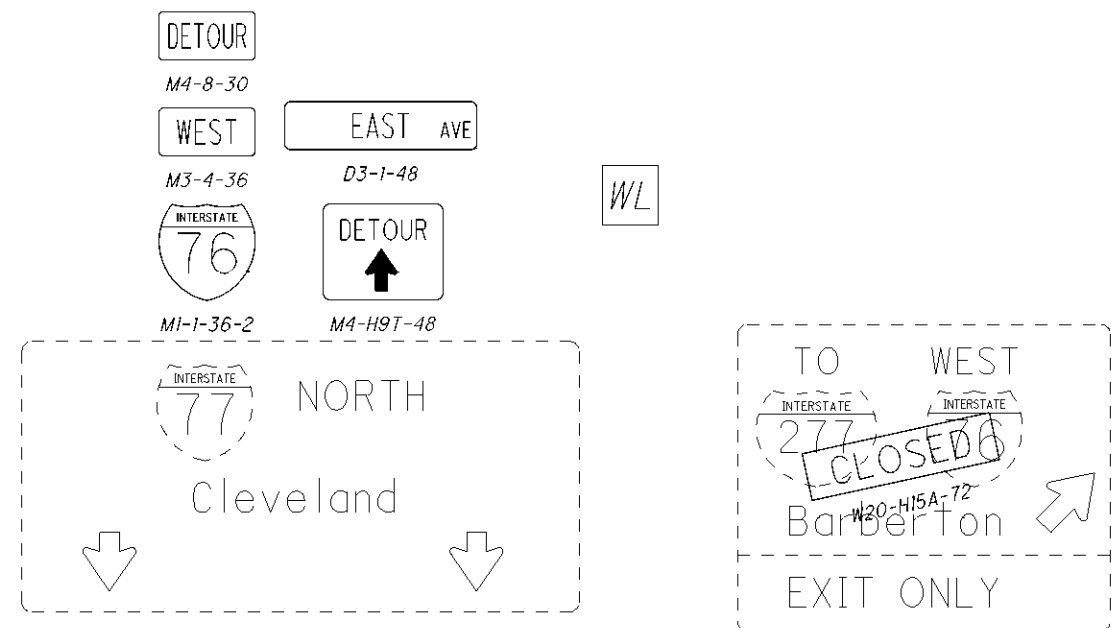 DETOUR
M4-8-30
WEST
M3-4-36
INTERSTATE
76
M1-1-36-2
EAST AVE
D3-1-48
DETOUR
M4-H9T-48
WL
INTERSTATE
77
NORTH
Cleveland
TO WEST
INTERSTATE INTERSTATE
277 76
CLOSED
W20-H15A-72
Barberton
EXIT ONLY